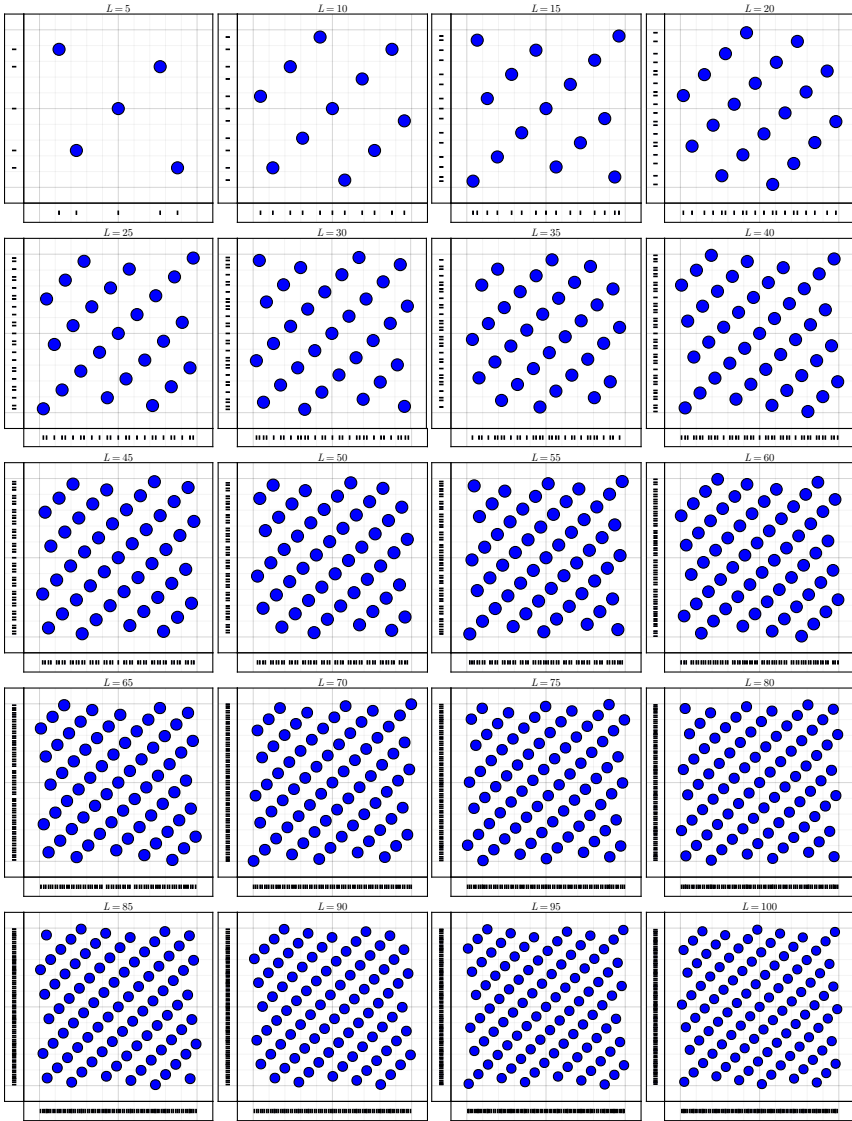 L = 5
L = 10
L = 15
L = 20
L = 25
L = 30
L = 35
L = 40
L = 45
L = 50
L = 55
L = 60
L = 65
L = 70
L = 75
L = 80
L = 85
L = 90
L = 95
L = 100